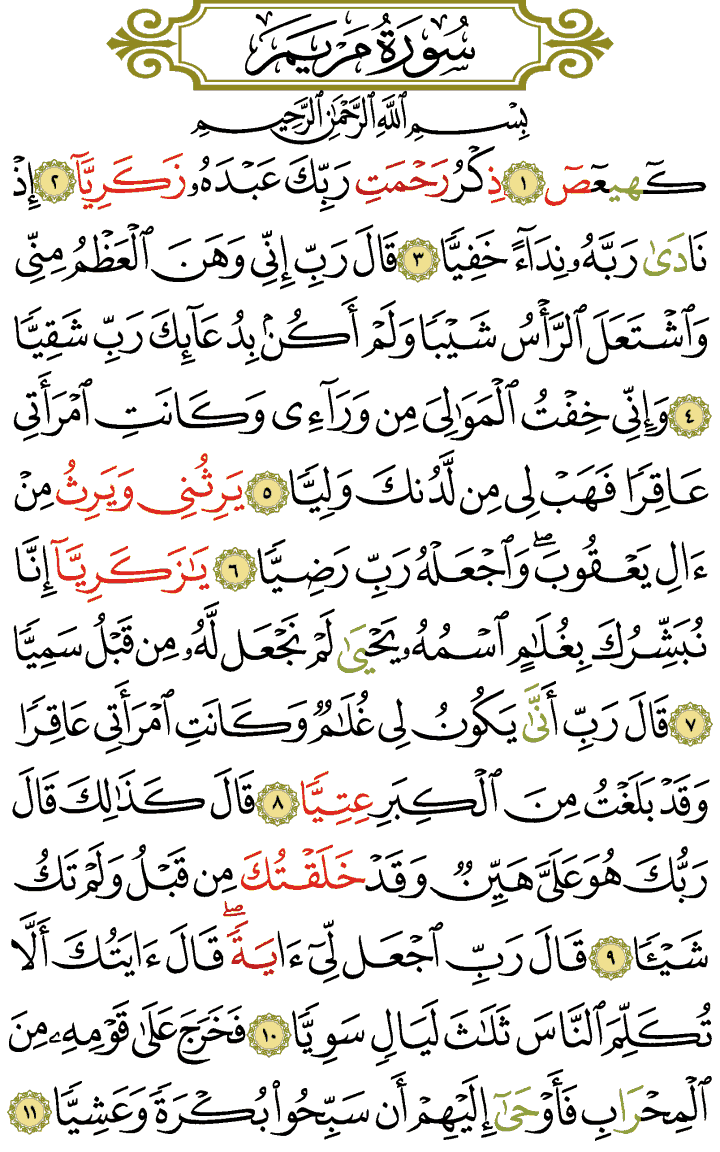 سُورَةُ مَرْيَمَ
بِسْمِ ٱللَّهِ ٱلرَّحْمَٰنِ ٱلرَّحِيمِ
كٓهيعٓصٓ ١ ذِكْرُ رَحْمَتِ رَبِّكَ عَبْدَهُۥ زَكَرِيَّآ ٢ إِذْ
نَادَىٰ رَبَّهُۥ نِدَآءً خَفِيًّا ٣ قَالَ رَبِّ إِنِّى وَهَنَ ٱلْعَظْمُ مِنِّى
وَٱشْتَعَلَ ٱلرَّأْسُ شَيْبًا وَلَمْ أَكُنۢ بِدُعَآئِكَ رَبِّ شَقِيًّا
٤ وَإِنِّى خِفْتُ ٱلْمَوَٰلِىَ مِن وَرَآءِى وَكَانَتِ ٱمْرَأَتِى
عَاقِرًا فَهَبْ لِى مِن لَّدُنكَ وَلِيًّا ٥ يَرِثُنِى وَيَرِثُ مِنْ
ءَالِ يَعْقُوبَۖ وَٱجْعَلْهُ رَبِّ رَضِيًّا ٦ يَٰزَكَرِيَّآ إِنَّا
نُبَشِّرُكَ بِغُلَٰمٍ ٱسْمُهُۥ يَحْيَىٰ لَمْ نَجْعَل لَّهُۥ مِن قَبْلُ سَمِيًّا
٧ قَالَ رَبِّ أَنَّىٰ يَكُونُ لِى غُلَٰمٌ وَكَانَتِ ٱمْرَأَتِى عَاقِرًا
وَقَدْ بَلَغْتُ مِنَ ٱلْكِبَرِ عِتِيًّا ٨ قَالَ كَذَٰلِكَ قَالَ
رَبُّكَ هُوَ عَلَىَّ هَيِّنٌ وَقَدْ خَلَقْتُكَ مِن قَبْلُ وَلَمْ تَكُ
شَيْـًٔا ٩ قَالَ رَبِّ ٱجْعَل لِّىٓ ءَايَةًۖ قَالَ ءَايَتُكَ أَلَّا
تُكَلِّمَ ٱلنَّاسَ ثَلَٰثَ لَيَالٍ سَوِيًّا ١٠ فَخَرَجَ عَلَىٰ قَوْمِهِۦ مِنَ
ٱلْمِحْرَابِ فَأَوْحَىٰٓ إِلَيْهِمْ أَن سَبِّحُوا۟ بُكْرَةً وَعَشِيًّا ١١